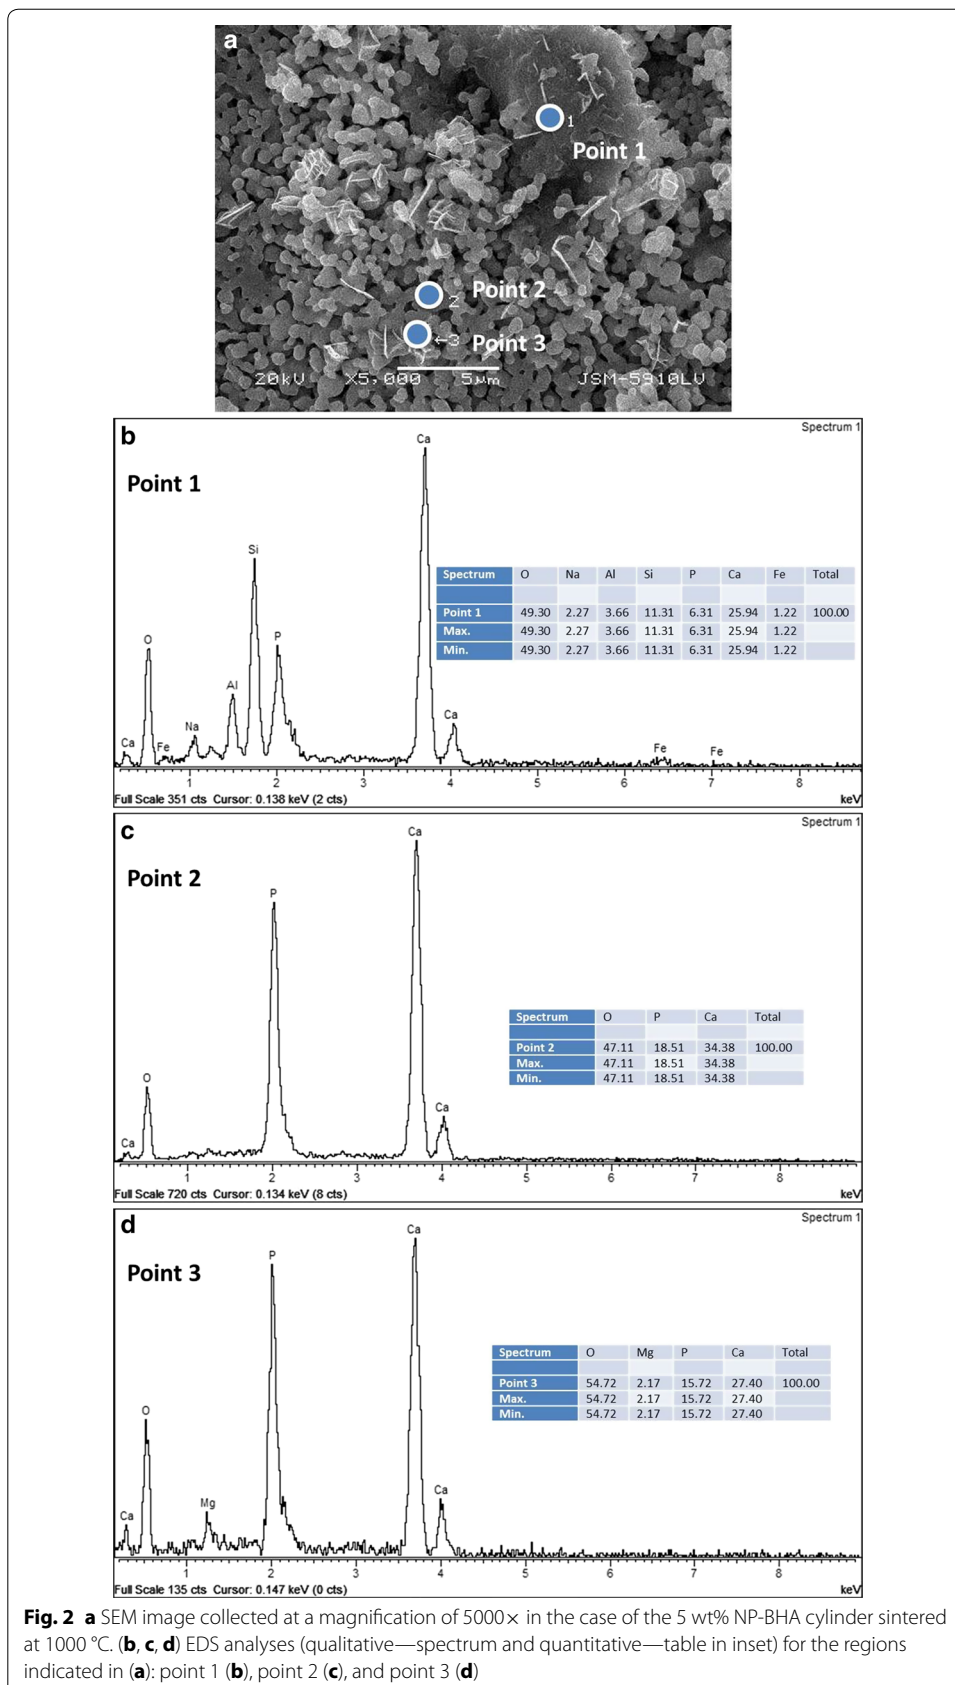 a
1
Point 1
2 Point 2
←3 Point 3
20kV X5,000 5µm JSM-5910LV
b
Spectrum 1
Point 1
Ca
Si
O
P
Al
Na
Ca
Fe
Ca
Fe
Fe
Spectrum O Na Al Si P Ca Fe Total
Point 1 49.30 2.27 3.66 11.31 6.31 25.94 1.22 100.00
Max. 49.30 2.27 3.66 11.31 6.31 25.94 1.22
Min. 49.30 2.27 3.66 11.31 6.31 25.94 1.22
1 2 3 4 5 6 7 8
Full Scale 351 cts Cursor: 0.138 keV (2 cts) keV
c
Spectrum 1
Point 2
Ca
P
O
Ca
Ca
Spectrum O P Ca Total
Point 2 47.11 18.51 34.38 100.00
Max. 47.11 18.51 34.38
Min. 47.11 18.51 34.38
1 2 3 4 5 6 7 8
Full Scale 720 cts Cursor: 0.134 keV (8 cts) keV
d
Spectrum 1
Point 3
Ca
P
O
Mg
Ca
Ca
Spectrum O Mg P Ca Total
Point 3 54.72 2.17 15.72 27.40 100.00
Max. 54.72 2.17 15.72 27.40
Min. 54.72 2.17 15.72 27.40
1 2 3 4 5 6 7 8
Full Scale 135 cts Cursor: 0.147 keV (0 cts) keV
Fig. 2 a SEM image collected at a magnification of 5000× in the case of the 5 wt% NP-BHA cylinder sintered
at 1000 °C. (b, c, d) EDS analyses (qualitative—spectrum and quantitative—table in inset) for the regions
indicated in (a): point 1 (b), point 2 (c), and point 3 (d)